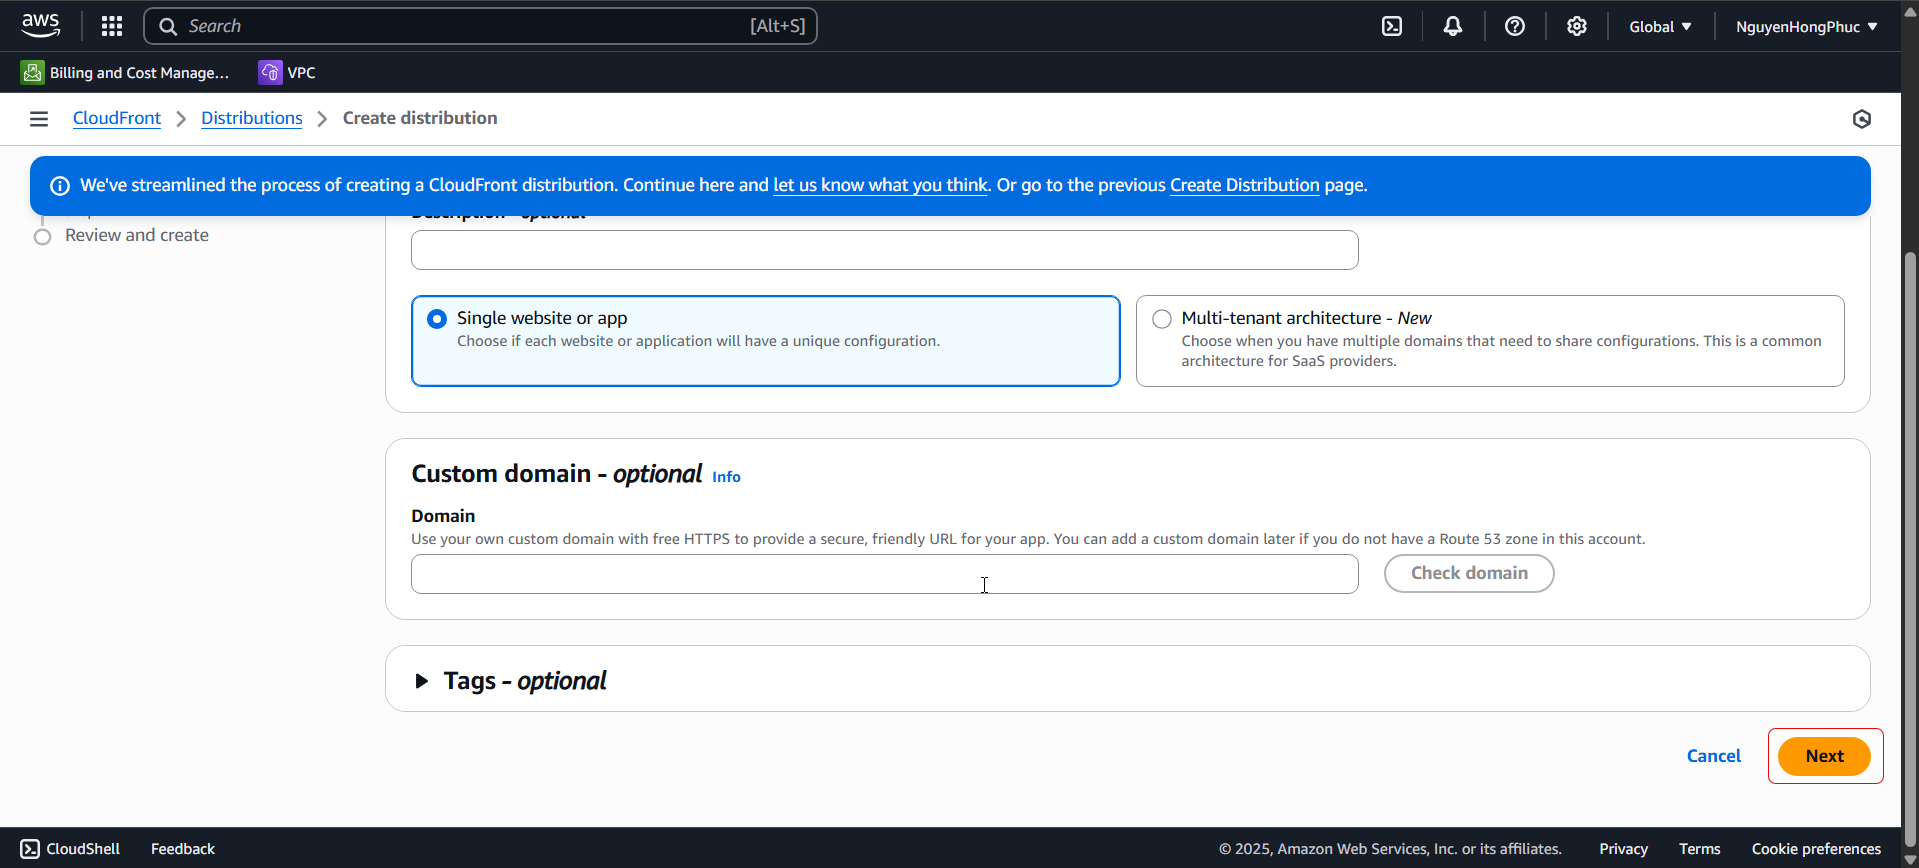 aws
Search [Alt+S]
Global ▼
NguyenHongPhuc ▼
Billing and Cost Manage...
VPC
CloudFront > Distributions > Create distribution
We've streamlined the process of creating a CloudFront distribution. Continue here and let us know what you think. Or go to the previous Create Distribution page.
Description - optional
Review and create
Single website or app
Choose if each website or application will have a unique configuration.
Multi-tenant architecture - New
Choose when you have multiple domains that need to share configurations. This is a common
architecture for SaaS providers.
Custom domain - optional Info
Domain
Use your own custom domain with free HTTPS to provide a secure, friendly URL for your app. You can add a custom domain later if you do not have a Route 53 zone in this account.
Check domain
Tags - optional
Cancel
Next
CloudShell
Feedback
© 2025, Amazon Web Services, Inc. or its affiliates.
Privacy
Terms
Cookie preferences